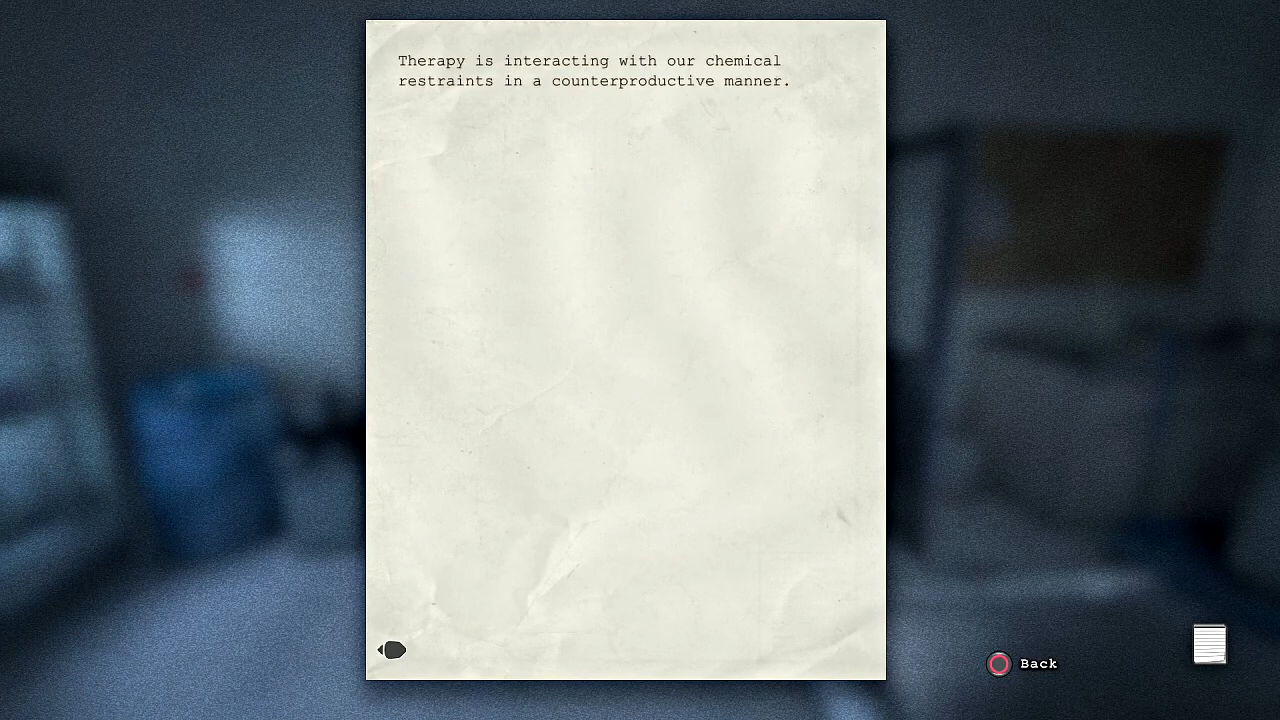 Therapy is interacting with our chemical
restraints in a counterproductive manner.
Back